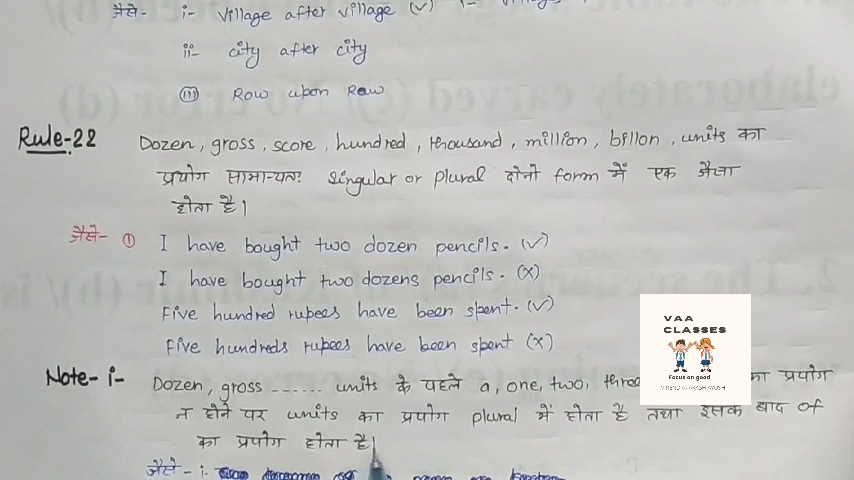 जैसे- i- Village after village (✓)
ii- city after city
(iii) Row upon Row
Rule-22 Dozen, gross, score, hundred, thousand, million, billon, units का
प्रयोग सामान्यतः singular or plural दोनो form में एक जैसा
होता है।
जैसे- ① I have bought two dozen pencils. (✓)
I have bought two dozens pencils. (X)
Five hundred rupees have been spent. (✓)
Five hundreds rupees have been spent (X)
VAA
CLASSES
Focus on good
Note- i- Dozen, gross ...... units के पहले a, one, two, three का प्रयोग
न होने पर units का प्रयोग plural में होता है तथा इसके बाद of
का प्रयोग होता है।
जैसे - i-